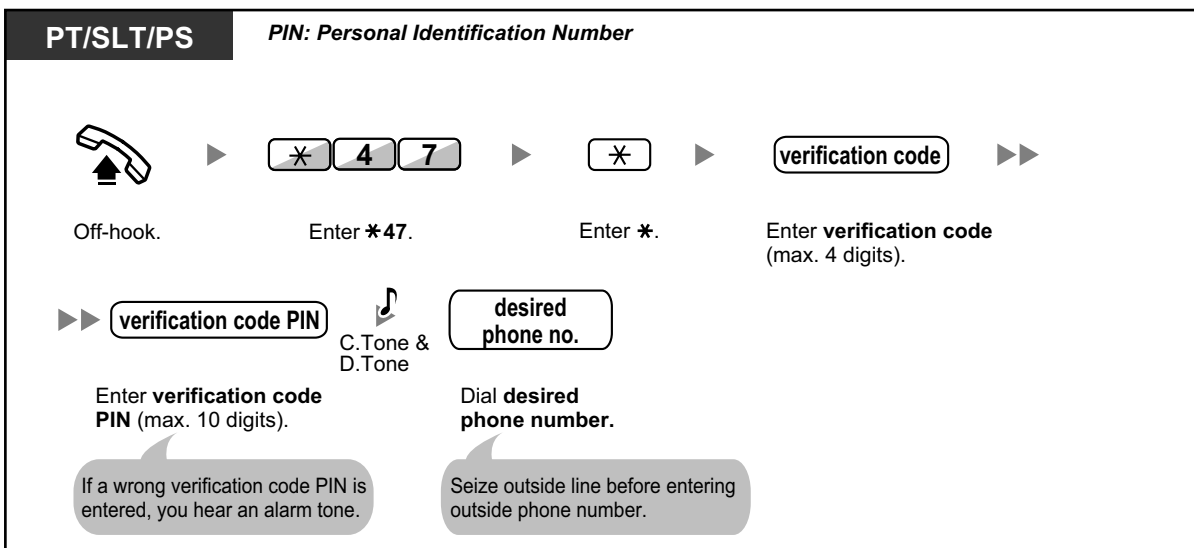 PT/SLT/PS
PIN: Personal Identification Number
* 4 7
*
verification code
Off-hook.
Enter *47.
Enter *.
Enter verification code
(max. 4 digits).
verification code PIN
C.Tone &
D.Tone
desired
phone no.
Enter verification code
PIN (max. 10 digits).
Dial desired
phone number.
If a wrong verification code PIN is
entered, you hear an alarm tone.
Seize outside line before entering
outside phone number.